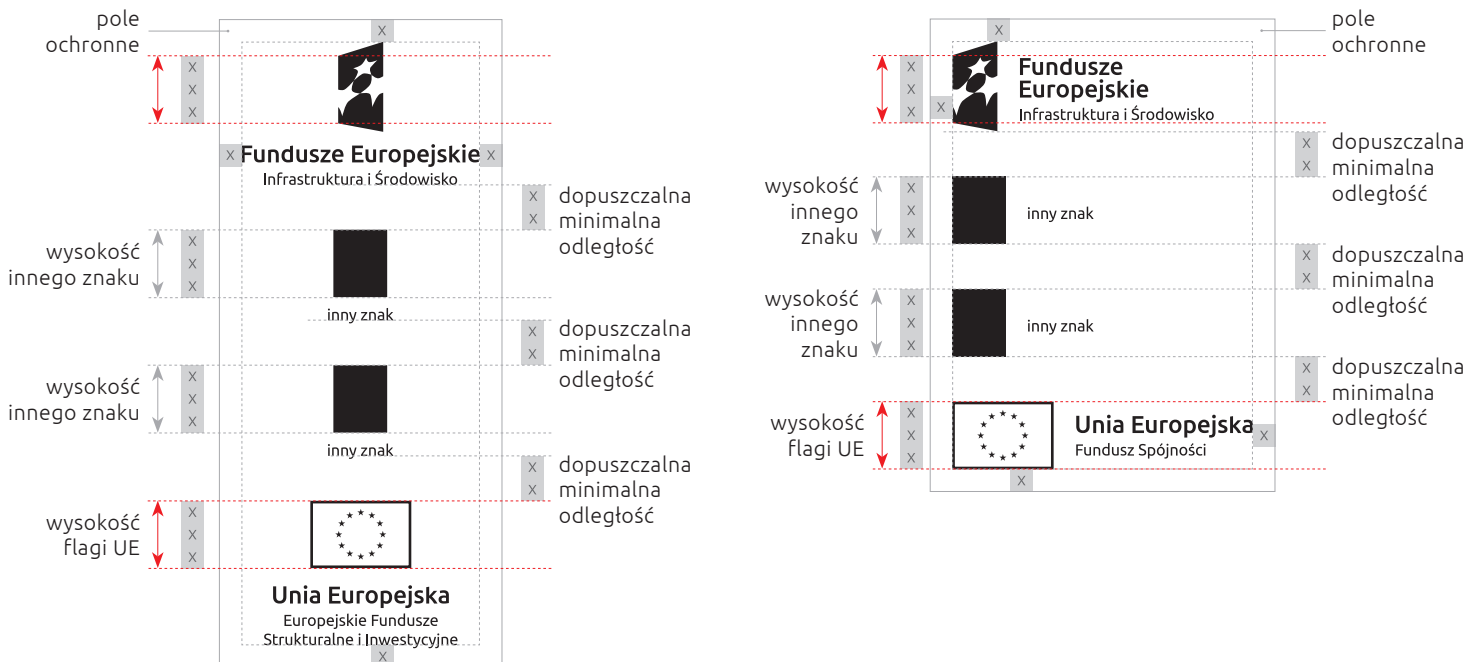 pole
ochronne
X
X
X
X
X Fundusze Europejskie X
Infrastruktura i Środowisko
X
X
dopuszczalna
minimalna
odległość
wysokość
innego znaku
X
X
X
inny znak
X
X
dopuszczalna
minimalna
odległość
wysokość
innego znaku
X
X
X
inny znak
X
X
dopuszczalna
minimalna
odległość
wysokość
flagi UE
X
X
X
Unia Europejska
Europejskie Fundusze
Strukturalne i Inwestycyjne
X
pole
ochronne
X
X
X
X
X
Fundusze
Europejskie
Infrastruktura i Środowisko
X
X
dopuszczalna
minimalna
odległość
wysokość
innego
znaku
X
X
X
inny znak
X
X
dopuszczalna
minimalna
odległość
wysokość
innego
znaku
X
X
X
inny znak
X
X
dopuszczalna
minimalna
odległość
wysokość
flagi UE
X
X
X
Unia Europejska X
Fundusz Spójności
X